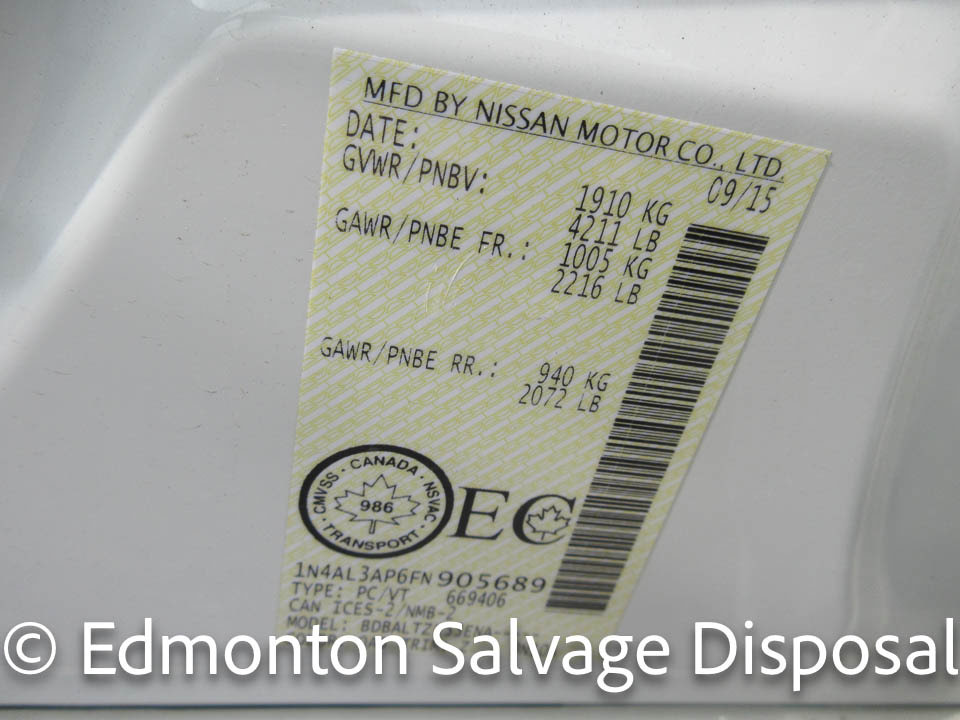 MFD BY NISSAN MOTOR CO., LTD.
DATE: 09/15
GVWR/PNBV: 1910 KG
4211 LB
GAWR/PNBE FR.: 1005 KG
2216 LB
GAWR/PNBE RR.: 940 KG
2072 LB
CMVSS · CANADA · NSVAC · TRANSPORT ·
986
EC
1N4AL3AP6FN905689
TYPE: PC/VT 669406
CAN ICES-2/NMB-2
MODEL:
© Edmonton Salvage Disposal